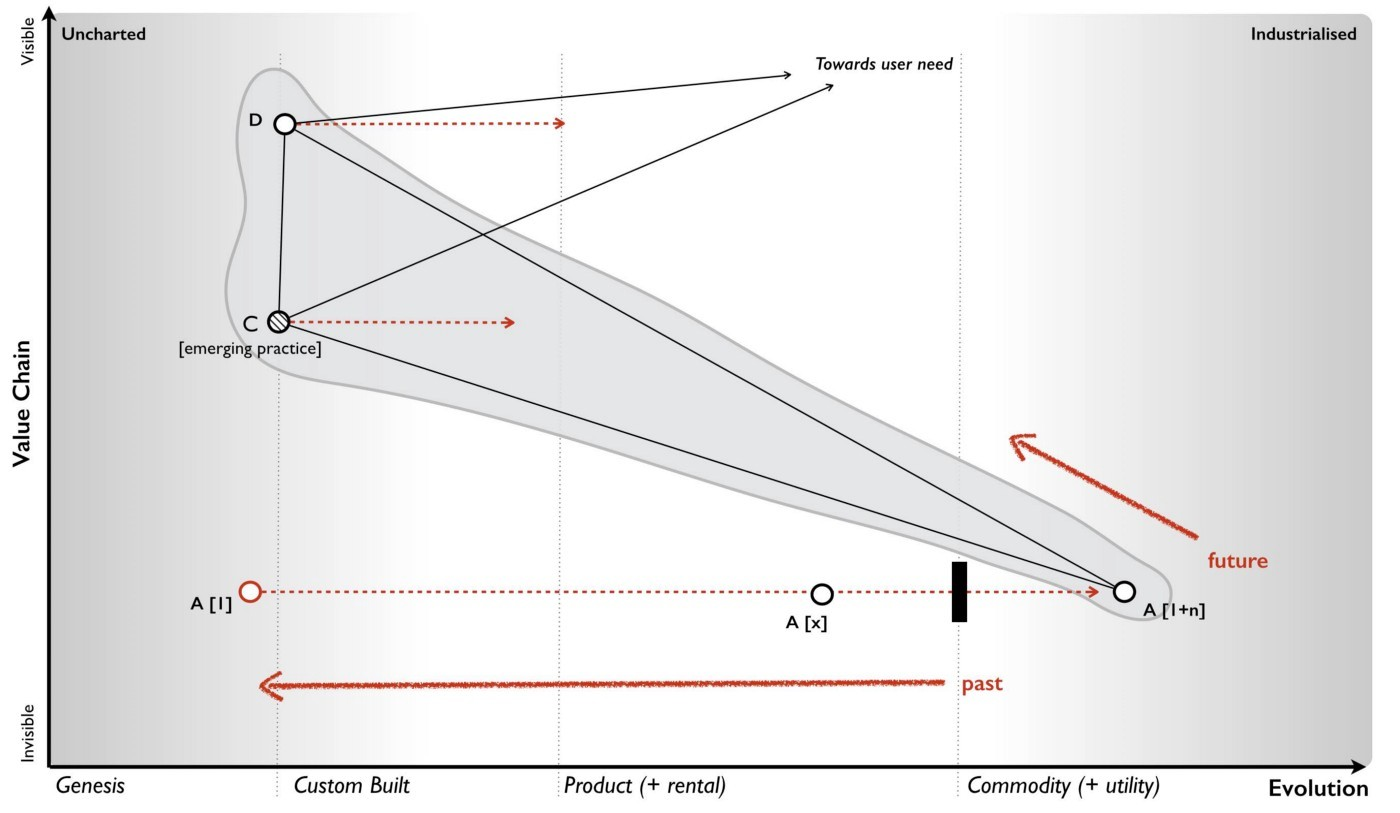 Visible
Uncharted
Industrialised
Towards user need
D
C
[emerging practice]
Value Chain
future
A [1]
A [x]
A [1+n]
past
Invisible
Genesis
Custom Built
Product (+ rental)
Commodity (+ utility)
Evolution